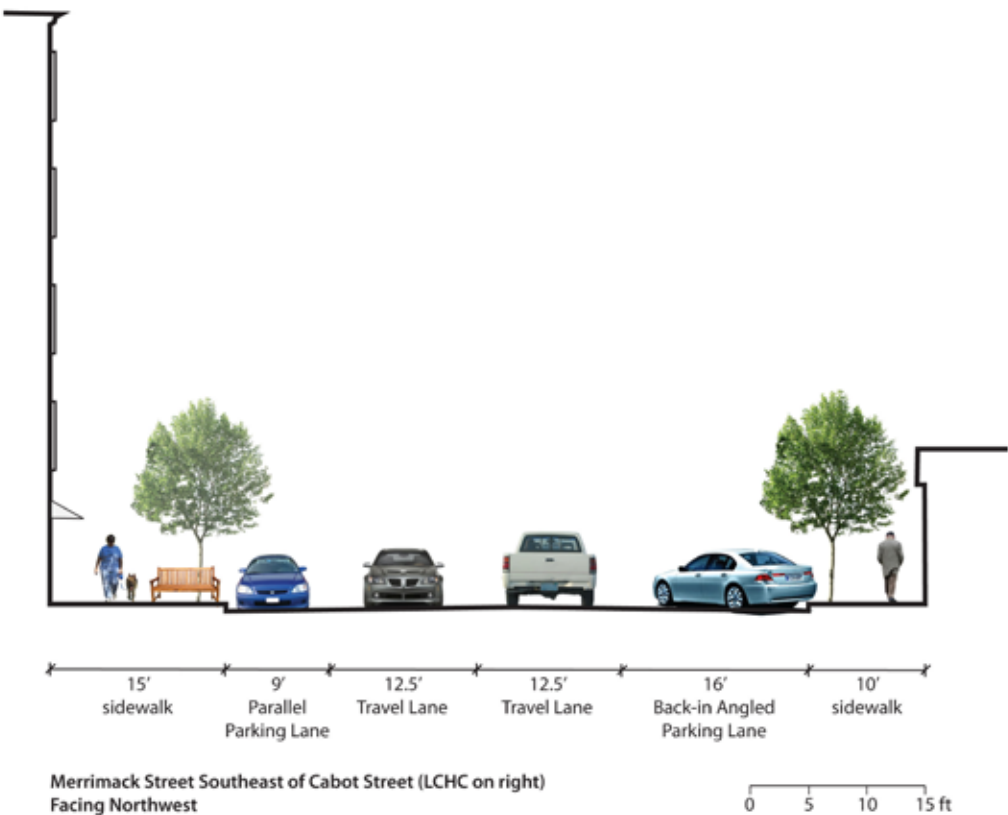 15’
sidewalk
9’
Parallel
Parking Lane
12.5’
Travel Lane
12.5’
Travel Lane
16’
Back-in Angled
Parking Lane
10’
sidewalk
Merrimack Street Southeast of Cabot Street (LCHC on right)
Facing Northwest
0 5 10 15 ft